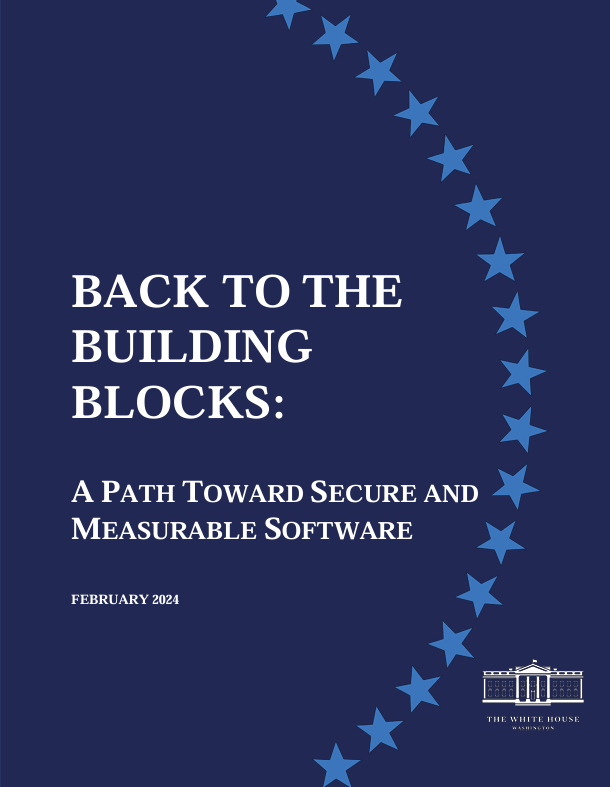 BACK TO THE
BUILDING
BLOCKS:
A PATH TOWARD SECURE AND
MEASURABLE SOFTWARE
FEBRUARY 2024
THE WHITE HOUSE
WASHINGTON